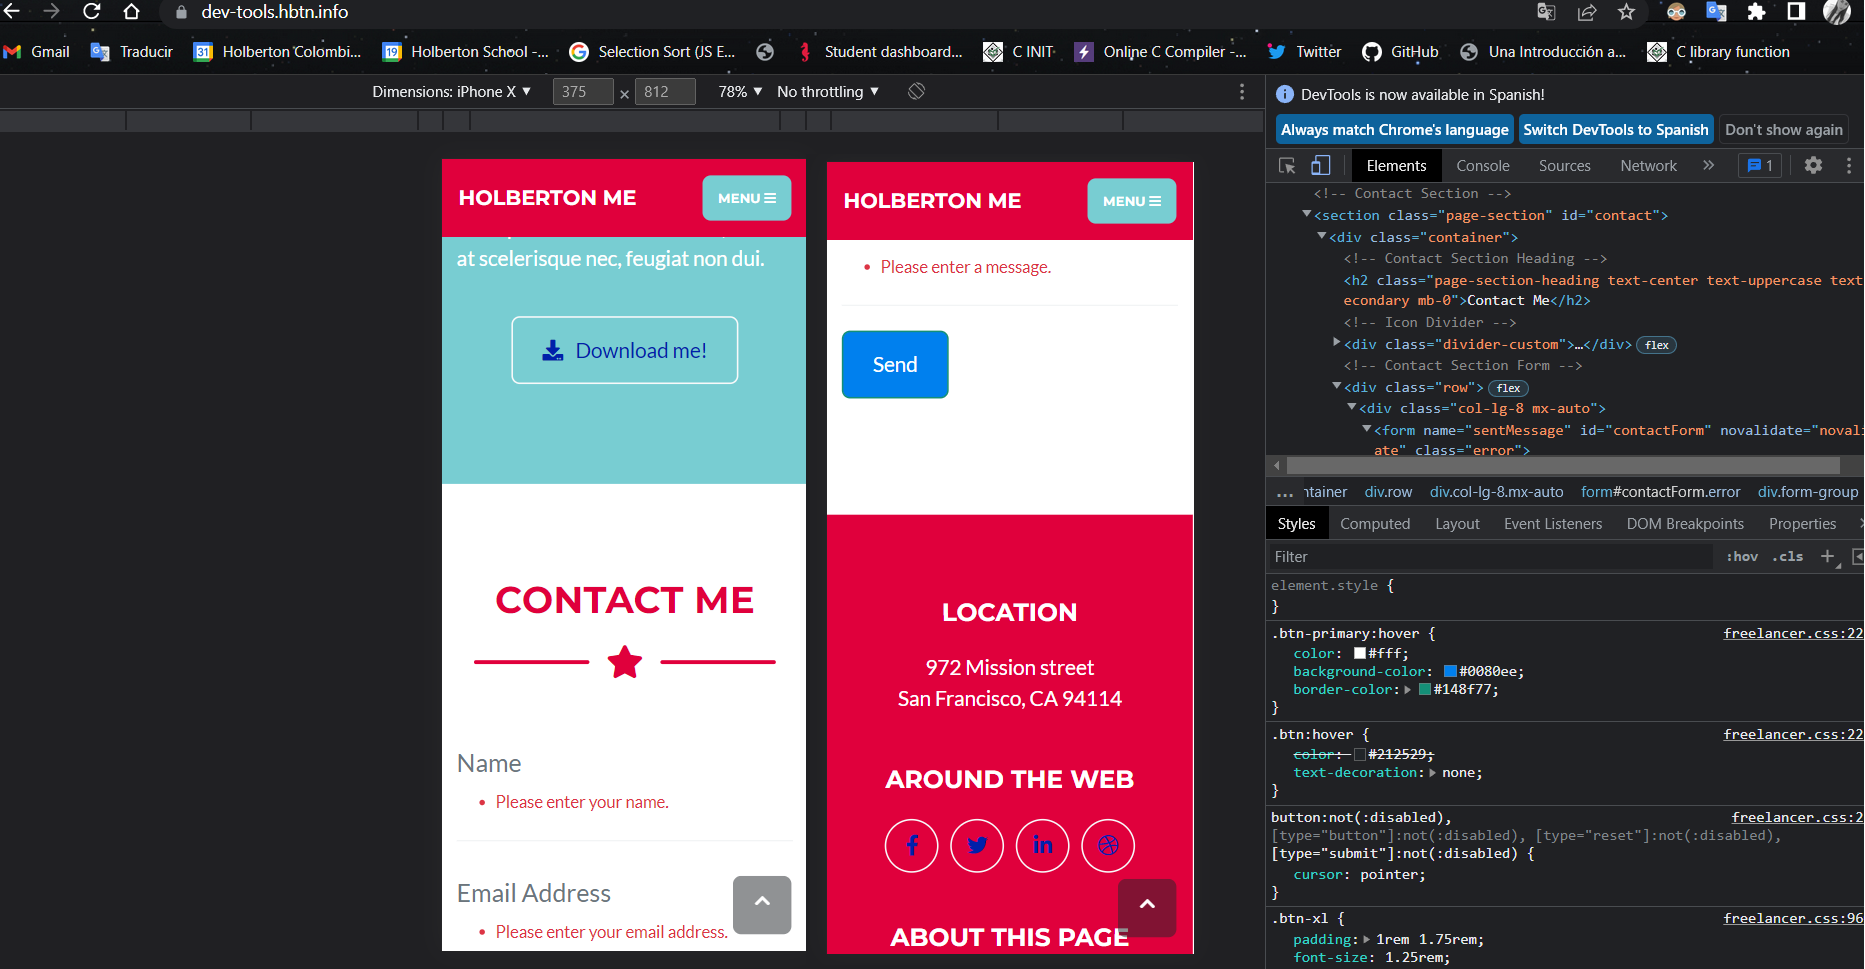 dev-tools.hbtn.info
Gmail
Traducir
31
Holberton Colombi...
19
Holberton School -...
Selection Sort (JS E...
Student dashboard...
C INIT
Online C Compiler -...
Twitter
GitHub
Una Introducción a...
C library function
Dimensions: iPhone X ▼ 375 × 812 78% ▼ No throttling ▼
HOLBERTON ME
MENU
at scelerisque nec, feugiat non dui.
Download me!
CONTACT ME
Name
• Please enter your name.
Email Address
• Please enter your email address.
HOLBERTON ME
MENU
• Please enter a message.
Send
LOCATION
972 Mission street
San Francisco, CA 94114
AROUND THE WEB
ABOUT THIS PAGE
DevTools is now available in Spanish!
Always match Chrome's language Switch DevTools to Spanish Don't show again
Elements Console Sources Network » 1
<!-- Contact Section -->
<section class="page-section" id="contact">
<div class="container">
<!-- Contact Section Heading -->
<h2 class="page-section-heading text-center text-uppercase text
econdary mb-0">Contact Me</h2>
<!-- Icon Divider -->
<div class="divider-custom">…</div> flex
<!-- Contact Section Form -->
<div class="row"> flex
<div class="col-lg-8 mx-auto">
<form name="sentMessage" id="contactForm" novalidate="noval
ate" class="error">
... ntainer div.row div.col-lg-8.mx-auto form#contactForm.error div.form-group
Styles Computed Layout Event Listeners DOM Breakpoints Properties
Filter :hov .cls +
element.style {
}
.btn-primary:hover { freelancer.css:22
color: #fff;
background-color: #0080ee;
border-color: #148f77;
}
.btn:hover { freelancer.css:22
color: #212529;
text-decoration: none;
}
button:not(:disabled), freelancer.css:2
[type="button"]:not(:disabled), [type="reset"]:not(:disabled),
[type="submit"]:not(:disabled) {
cursor: pointer;
}
.btn-xl { freelancer.css:96
padding: 1rem 1.75rem;
font-size: 1.25rem;